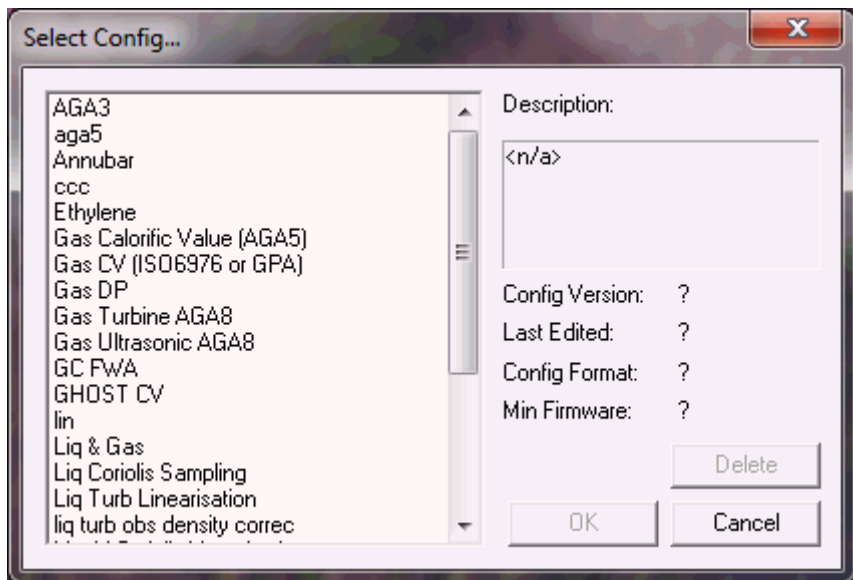 Select Config...
AGA3
aga5
Annubar
ccc
Ethylene
Gas Calorific Value (AGA5)
Gas CV (ISO6976 or GPA)
Gas DP
Gas Turbine AGA8
Gas Ultrasonic AGA8
GC FWA
GHOST CV
lin
Liq & Gas
Liq Coriolis Sampling
Liq Turb Linearisation
liq turb obs density correc
Description:
<n/a>
Config Version: ?
Last Edited: ?
Config Format: ?
Min Firmware: ?
Delete
OK
Cancel